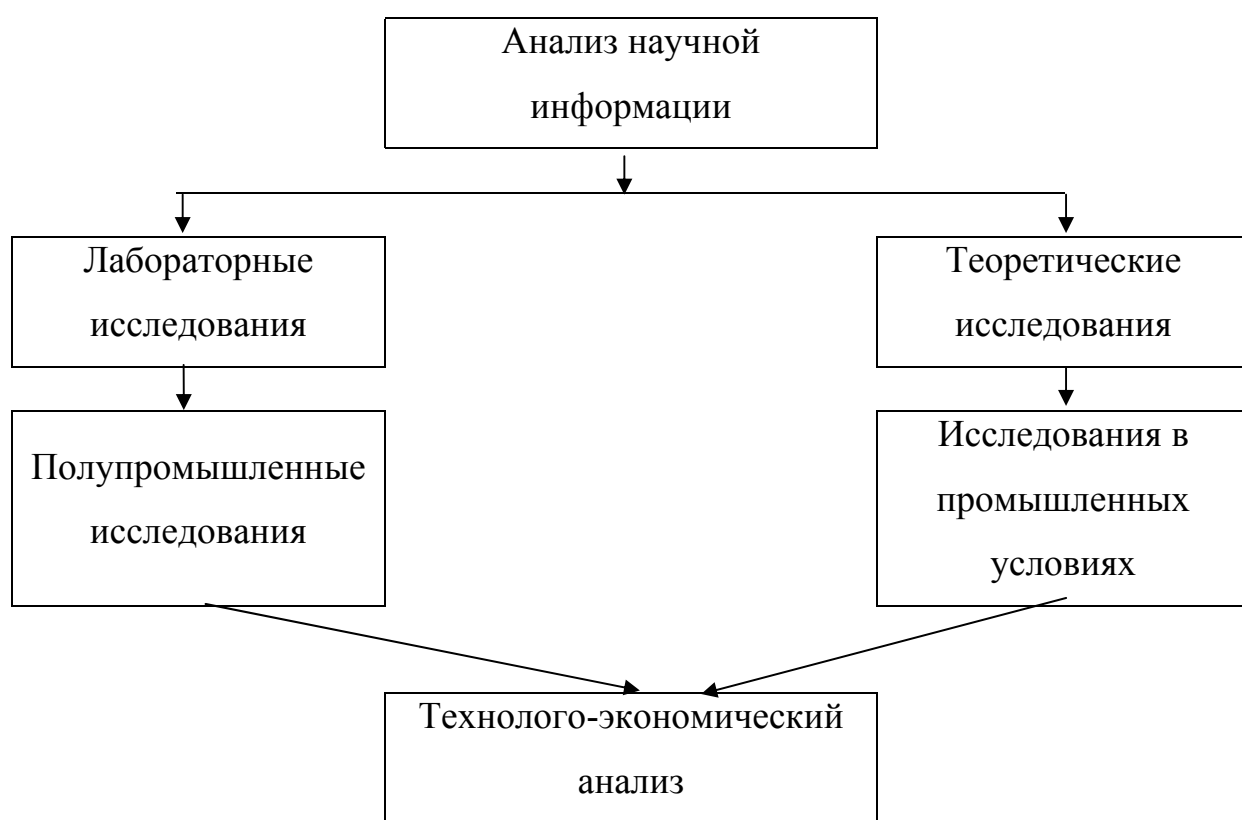 Анализ научной
информации
Лабораторные
исследования
Теоретические
исследования
Полупромышленные
исследования
Исследования в
промышленных
условиях
Технолого-экономический
анализ